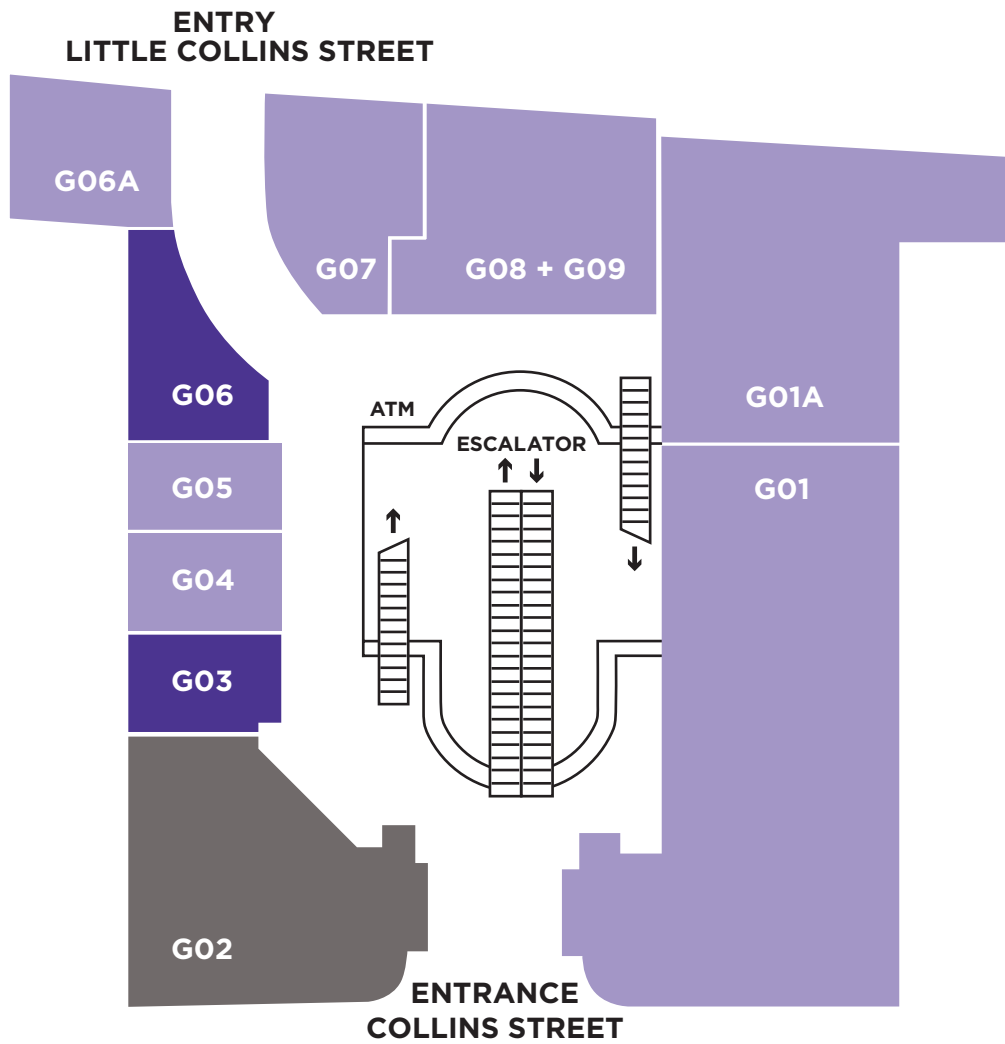 ENTRY
LITTLE COLLINS STREET
G06A
G07
G08 + G09
G06
ATM
G01A
ESCALATOR
G05
G01
G04
G03
G02
ENTRANCE
COLLINS STREET